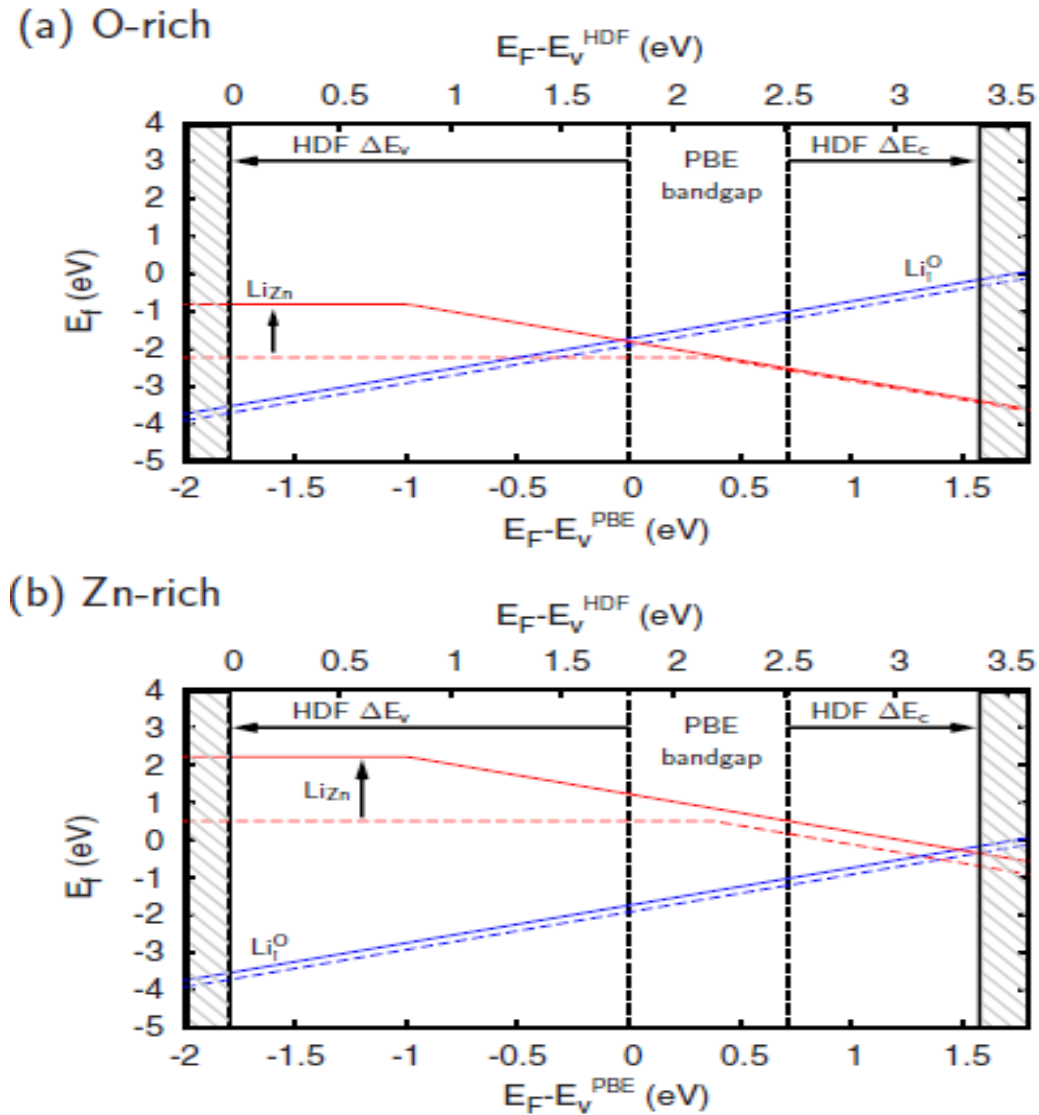 (a) O-rich
E_F-E_v^HDF (eV)
0 0.5 1 1.5 2 2.5 3 3.5
4
3
2
1
0
-1
-2
-3
-4
-5
E_f (eV)
HDF ΔE_v
PBE
bandgap
HDF ΔE_c
Li_Zn
Li_i^O
-2 -1.5 -1 -0.5 0 0.5 1 1.5
E_F-E_v^PBE (eV)
(b) Zn-rich
E_F-E_v^HDF (eV)
0 0.5 1 1.5 2 2.5 3 3.5
4
3
2
1
0
-1
-2
-3
-4
-5
E_f (eV)
HDF ΔE_v
PBE
bandgap
HDF ΔE_c
Li_Zn
Li_i^O
-2 -1.5 -1 -0.5 0 0.5 1 1.5
E_F-E_v^PBE (eV)